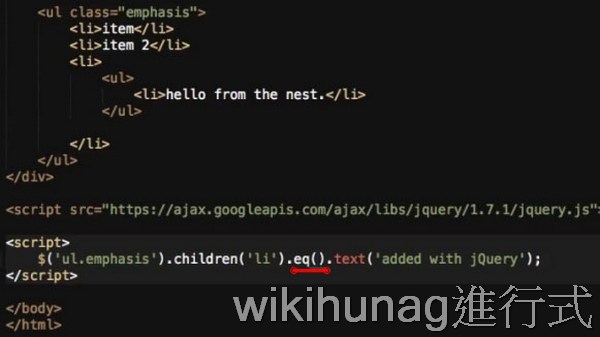 <ul class="emphasis">
<li>item</li>
<li>item 2</li>
<li>
<ul>
<li>hello from the nest.</li>
</ul>
</li>
</ul>
</div>
<script src="https://ajax.googleapis.com/ajax/libs/jquery/1.7.1/jquery.js">
<script>
$('ul.emphasis').children('li').eq().text('added with jQuery');
</script>
</body>
</html>
wikihunag進行式